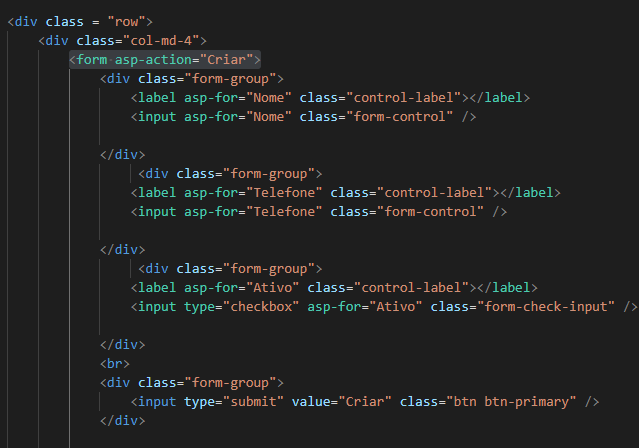 <div class = "row">
<div class="col-md-4">
<form asp-action="Criar">
<div class="form-group">
<label asp-for="Nome" class="control-label"></label>
<input asp-for="Nome" class="form-control" />
</div>
<div class="form-group">
<label asp-for="Telefone" class="control-label"></label>
<input asp-for="Telefone" class="form-control" />
</div>
<div class="form-group">
<label asp-for="Ativo" class="control-label"></label>
<input type="checkbox" asp-for="Ativo" class="form-check-input" />
</div>
<br>
<div class="form-group">
<input type="submit" value="Criar" class="btn btn-primary" />
</div>